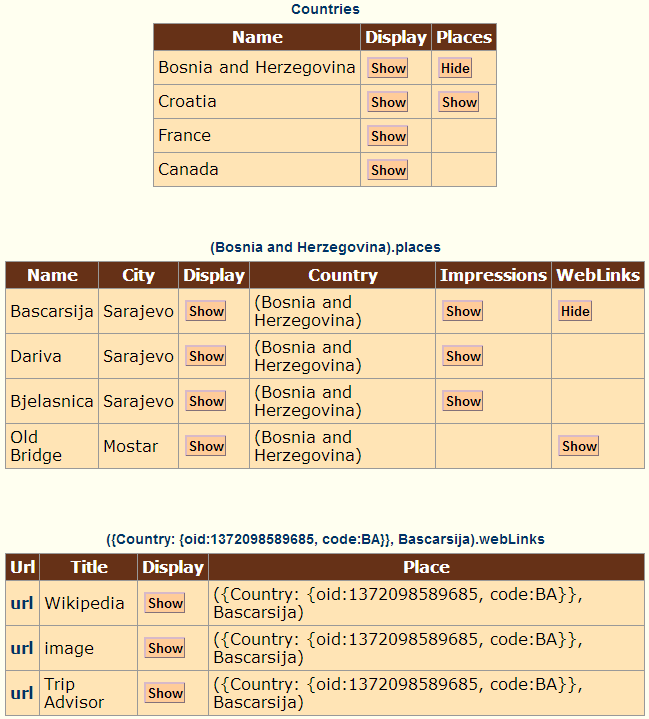 Countries
Name Display Places
Bosnia and Herzegovina Show Hide
Croatia Show Show
France Show
Canada Show
(Bosnia and Herzegovina).places
Name City Display Country Impressions WebLinks
Bascarsija Sarajevo Show (Bosnia and Herzegovina) Show Hide
Dariva Sarajevo Show (Bosnia and Herzegovina) Show
Bjelasnica Sarajevo Show (Bosnia and Herzegovina) Show
Old Bridge Mostar Show (Bosnia and Herzegovina) Show
({Country: {oid:1372098589685, code:BA}}, Bascarsija).webLinks
Url Title Display Place
url Wikipedia Show ({Country: {oid:1372098589685, code:BA}}, Bascarsija)
url image Show ({Country: {oid:1372098589685, code:BA}}, Bascarsija)
url Trip Advisor Show ({Country: {oid:1372098589685, code:BA}}, Bascarsija)